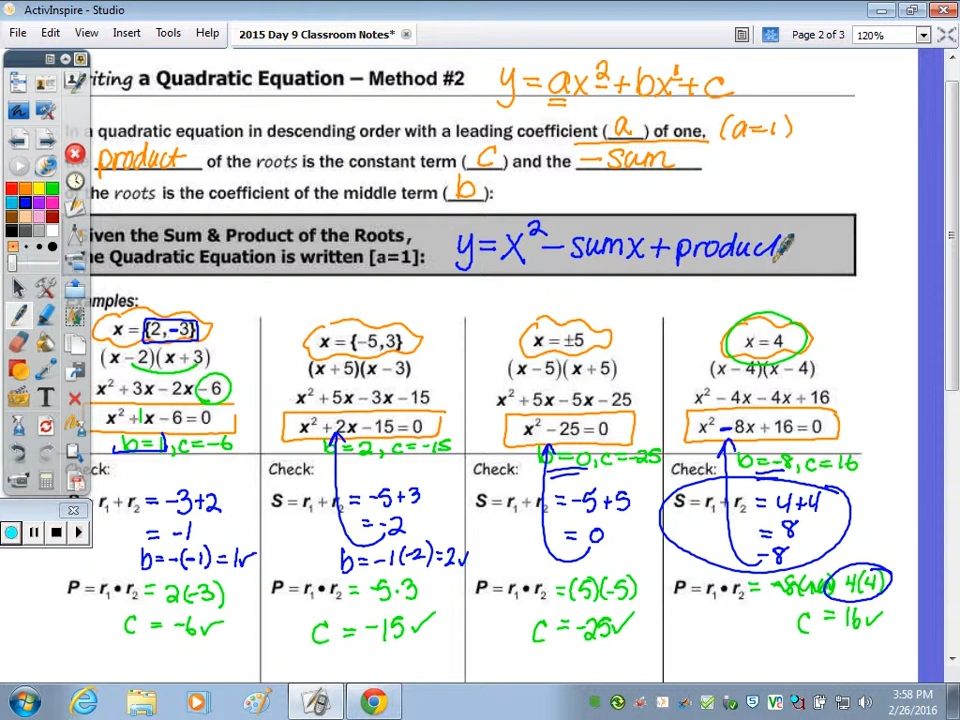 ActivInspire - Studio
File Edit View Insert Tools Help 2015 Day 9 Classroom Notes* Page 2 of 3 120%
riting a Quadratic Equation – Method #2 y = ax² + bx¹ + c
In a quadratic equation in descending order with a leading coefficient (a) of one, (a=1)
product of the roots is the constant term (c) and the -sum
the roots is the coefficient of the middle term (b):
iven the Sum & Product of the Roots,
he Quadratic Equation is written [a=1]: y = x² - sumx + product
amples:
x = {2, -3}
(x – 2)(x + 3)
x² + 3x – 2x – 6
x² + 1x – 6 = 0
b=1, c=-6
heck:
r₁ + r₂ = -3+2
= -1
b=-(-1)=1✓
P = r₁ • r₂ = 2(-3)
c = -6✓
x = {-5, 3}
(x + 5)(x – 3)
x² + 5x – 3x – 15
x² + 2x – 15 = 0
b=2, c=-15
Check:
S = r₁ + r₂ = -5+3
= -2
b=-1(-2)=2✓
P = r₁ • r₂ = -5·3
c = -15✓
x = ±5
(x – 5)(x + 5)
x² + 5x – 5x – 25
x² – 25 = 0
b=0, c=-25
Check:
S = r₁ + r₂ = -5+5
= 0
P = r₁ • r₂ = (5)(-5)
c = -25✓
x = 4
(x – 4)(x – 4)
x² – 4x – 4x + 16
x² - 8x + 16 = 0
b=-8, c=16
Check:
S = r₁ + r₂ = 4+4
= 8
-8
P = r₁ • r₂ = 4(4)
c = 16✓
3:58 PM
2/26/2016